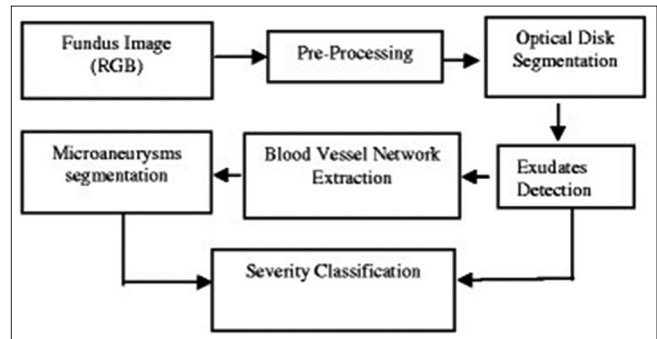 Fundus Image
(RGB)
Pre-Processing
Optical Disk
Segmentation
Exudates
Detection
Blood Vessel Network
Extraction
Microaneurysms
segmentation
Severity Classification